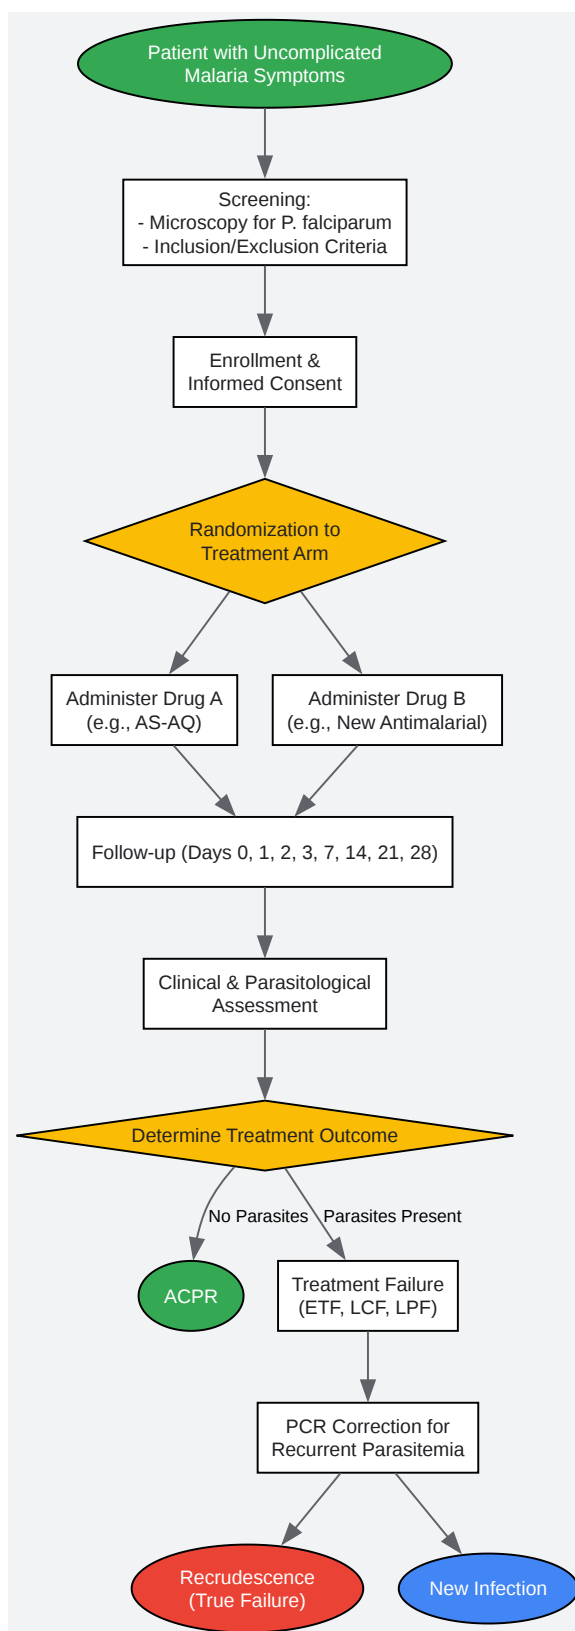 Patient with Uncomplicated
Malaria Symptoms
Screening:
- Microscopy for P. falciparum
- Inclusion/Exclusion Criteria
Enrollment &
Informed Consent
Randomization to
Treatment Arm
Administer Drug A
(e.g., AS-AQ)
Administer Drug B
(e.g., New Antimalarial)
Follow-up (Days 0, 1, 2, 3, 7, 14, 21, 28)
Clinical & Parasitological
Assessment
Determine Treatment Outcome
No Parasites
Parasites Present
ACPR
Treatment Failure
(ETF, LCF, LPF)
PCR Correction for
Recurrent Parasitemia
Recrudescence
(True Failure)
New Infection